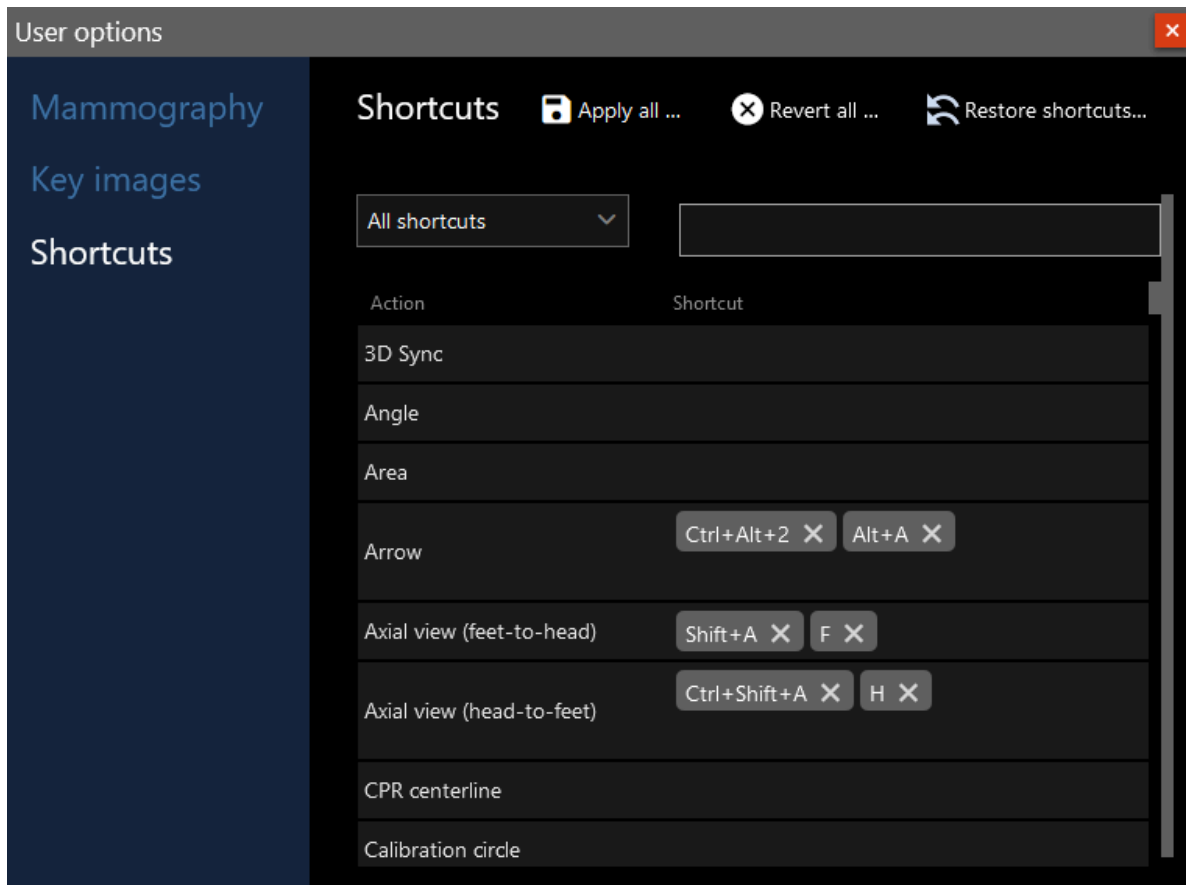 User options
Mammography
Key images
Shortcuts
Shortcuts Apply all ... Revert all ... Restore shortcuts...
All shortcuts
Action Shortcut
3D Sync
Angle
Area
Arrow Ctrl+Alt+2 Alt+A
Axial view (feet-to-head) Shift+A F
Axial view (head-to-feet) Ctrl+Shift+A H
CPR centerline
Calibration circle